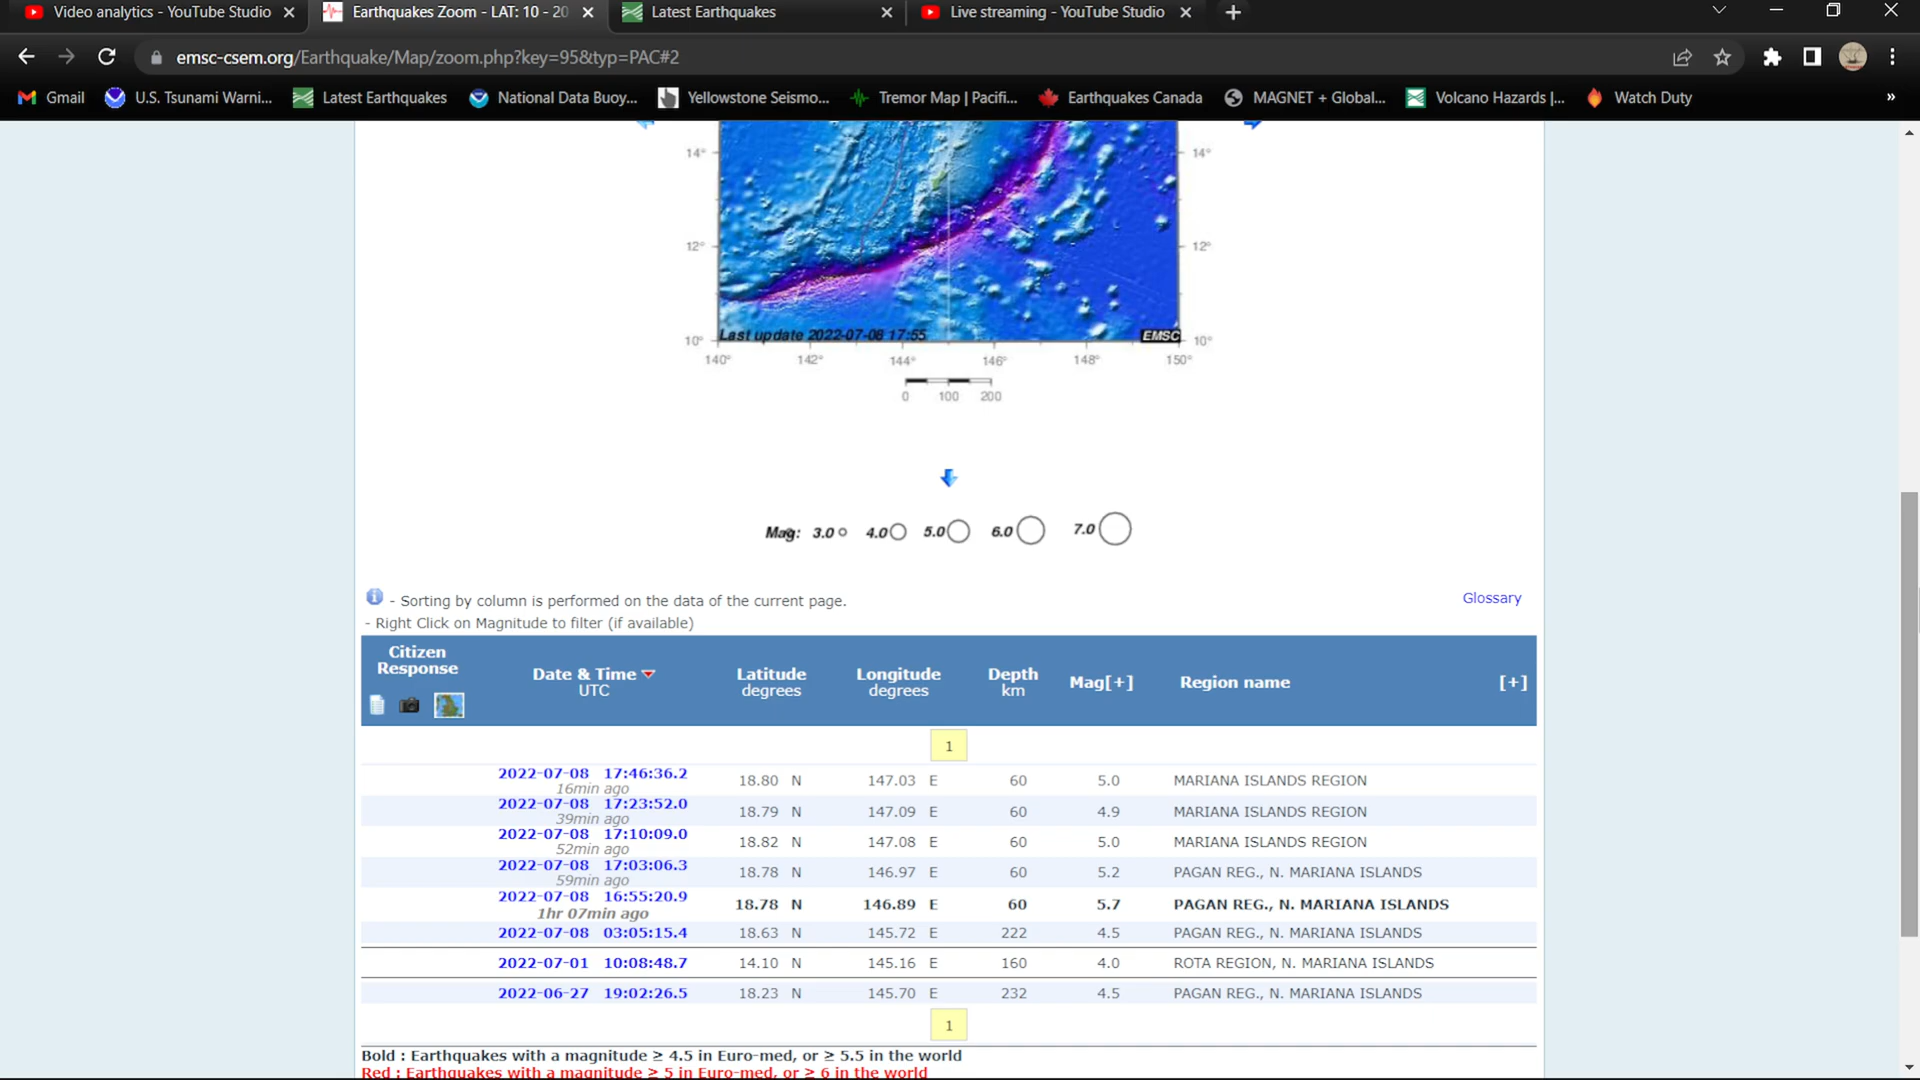 Video analytics - YouTube Studio
Earthquakes Zoom - LAT: 10 - 20
Latest Earthquakes
Live streaming - YouTube Studio
emsc-csem.org/Earthquake/Map/zoom.php?key=95&typ=PAC#2
Gmail
U.S. Tsunami Warni...
Latest Earthquakes
National Data Buoy...
Yellowstone Seismo...
Tremor Map | Pacifi...
Earthquakes Canada
MAGNET + Global...
Volcano Hazards |...
Watch Duty
»
14° 14°
12° 12°
Last update 2022-07-08 17:55 EMSC
10° 10°
140° 142° 144° 146° 148° 150°
0 100 200
Mag: 3.0 4.0 5.0 6.0 7.0
- Sorting by column is performed on the data of the current page. Glossary
- Right Click on Magnitude to filter (if available)
Citizen Response
Date & Time UTC
Latitude degrees
Longitude degrees
Depth km
Mag[+]
Region name
[+]
1
2022-07-08 17:46:36.2 18.80 N 147.03 E 60 5.0 MARIANA ISLANDS REGION
16min ago
2022-07-08 17:23:52.0 18.79 N 147.09 E 60 4.9 MARIANA ISLANDS REGION
39min ago
2022-07-08 17:10:09.0 18.82 N 147.08 E 60 5.0 MARIANA ISLANDS REGION
52min ago
2022-07-08 17:03:06.3 18.78 N 146.97 E 60 5.2 PAGAN REG., N. MARIANA ISLANDS
59min ago
2022-07-08 16:55:20.9 18.78 N 146.89 E 60 5.7 PAGAN REG., N. MARIANA ISLANDS
1hr 07min ago
2022-07-08 03:05:15.4 18.63 N 145.72 E 222 4.5 PAGAN REG., N. MARIANA ISLANDS
2022-07-01 10:08:48.7 14.10 N 145.16 E 160 4.0 ROTA REGION, N. MARIANA ISLANDS
2022-06-27 19:02:26.5 18.23 N 145.70 E 232 4.5 PAGAN REG., N. MARIANA ISLANDS
1
Bold : Earthquakes with a magnitude ≥ 4.5 in Euro-med, or ≥ 5.5 in the world
Red : Earthquakes with a magnitude ≥ 5 in Euro-med, or ≥ 6 in the world